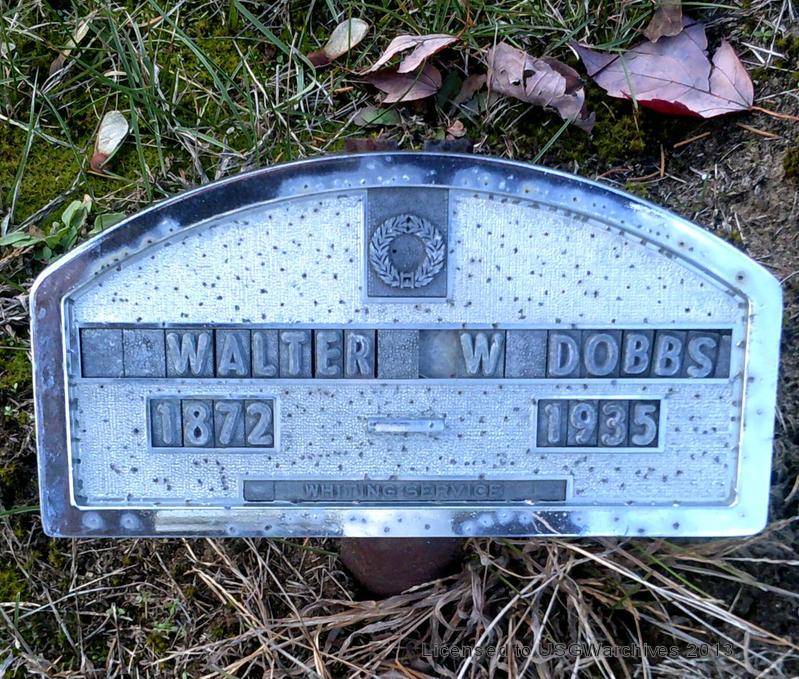 WALTER W DOBBS
1872 1935
WHITING SERVICE
Licensed to USGWarchives 2013